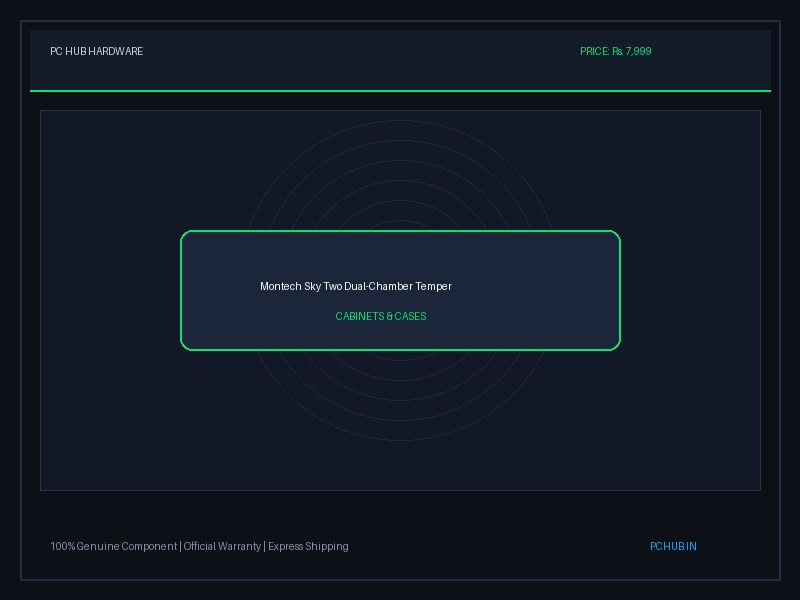 PC HUB HARDWARE
PRICE: Rs. 7,999
Montech Sky Two Dual-Chamber Temper
CABINETS & CASES
100% Genuine Component | Official Warranty | Express Shipping
PCHUB.IN